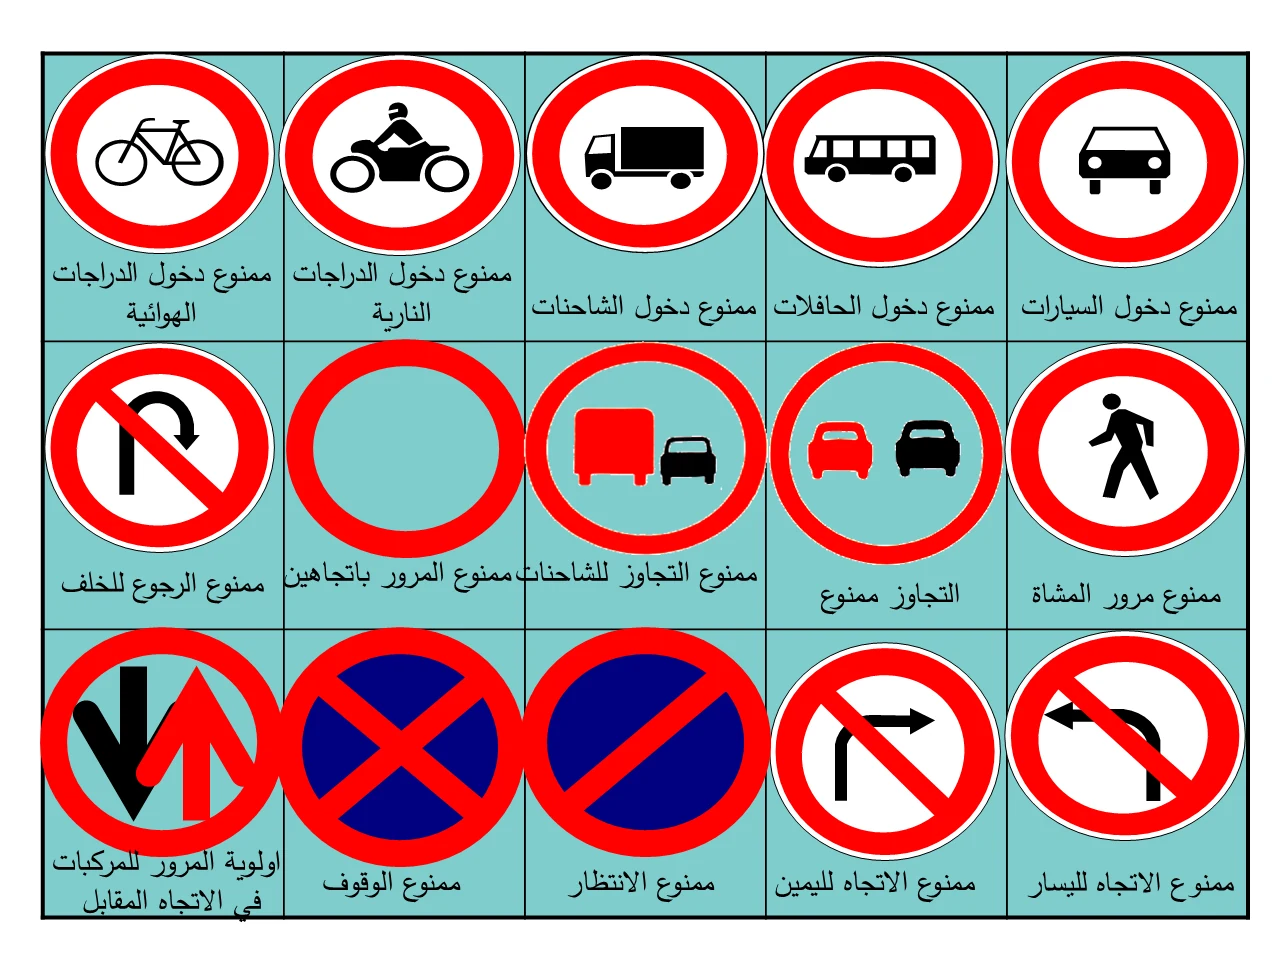 ممنوع دخول السيارات
ممنوع دخول الحافلات
ممنوع دخول الشاحنات
ممنوع دخول الدراجات
النارية
ممنوع دخول الدراجات
الهوائية
ممنوع مرور المشاة
التجاوز ممنوع
ممنوع التجاوز للشاحنات
ممنوع المرور باتجاهين
ممنوع الرجوع للخلف
ممنوع الاتجاه لليسار
ممنوع الاتجاه لليمين
ممنوع الانتظار
ممنوع الوقوف
اولوية المرور للمركبات
في الاتجاه المقابل